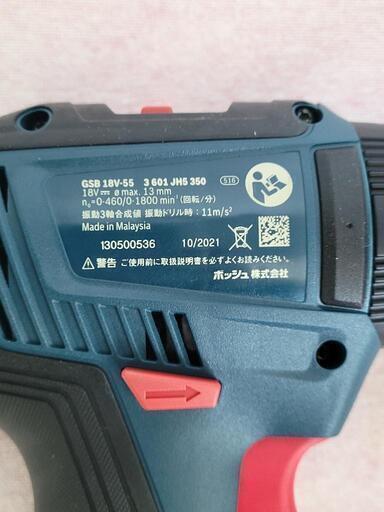 GSB 18V-55 3 601 JH5 350
516
18V⎓ ø max. 13 mm
n₀=0-460/0-1800 min⁻¹(回転/分)
振動3軸合成値 振動ドリル時: 11m/s²
Made in Malaysia
130500536 10/2021
⚠警告 ご使用前に取扱説明書を必ずよくお読みください。
ボッシュ株式会社